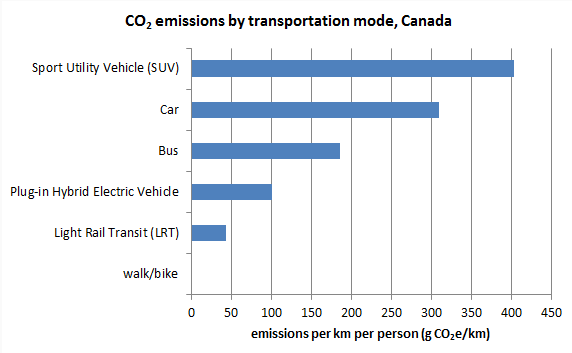 CO₂ emissions by transportation mode, Canada
Sport Utility Vehicle (SUV)
Car
Bus
Plug-in Hybrid Electric Vehicle
Light Rail Transit (LRT)
walk/bike
0 50 100 150 200 250 300 350 400 450
emissions per km per person (g CO₂e/km)